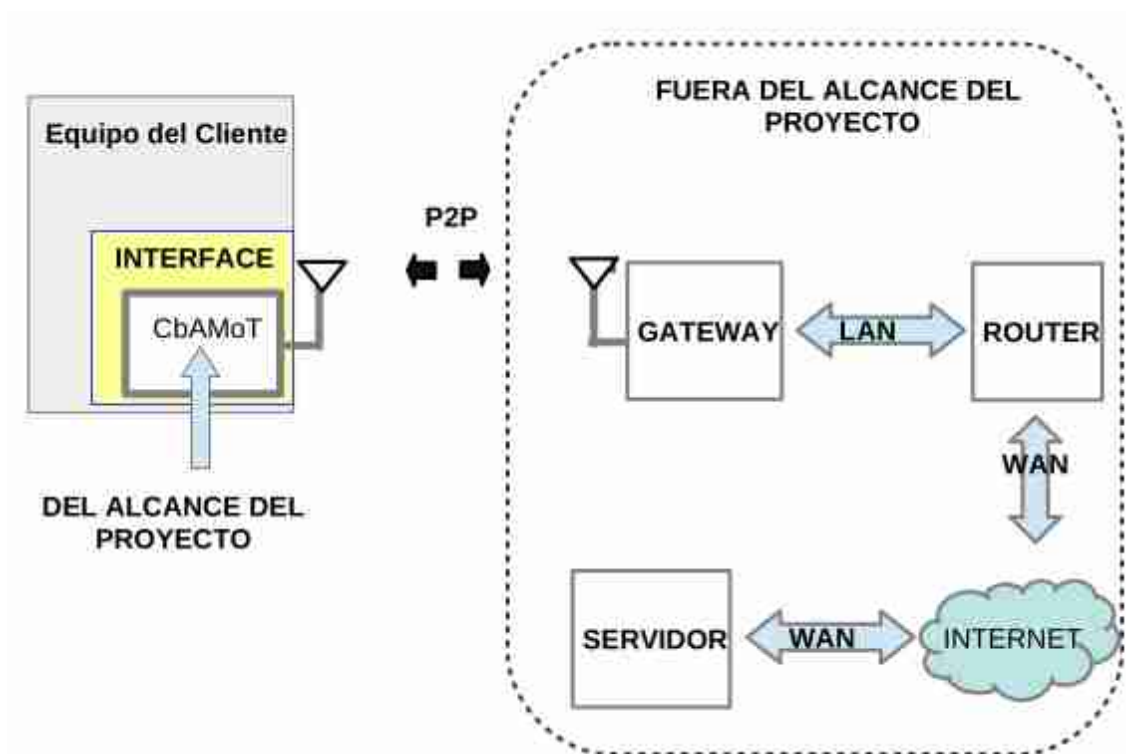 FUERA DEL ALCANCE DEL
PROYECTO
Equipo del Cliente
P2P
INTERFACE
CbAMoT
GATEWAY
LAN
ROUTER
WAN
DEL ALCANCE DEL
PROYECTO
SERVIDOR
WAN
INTERNET